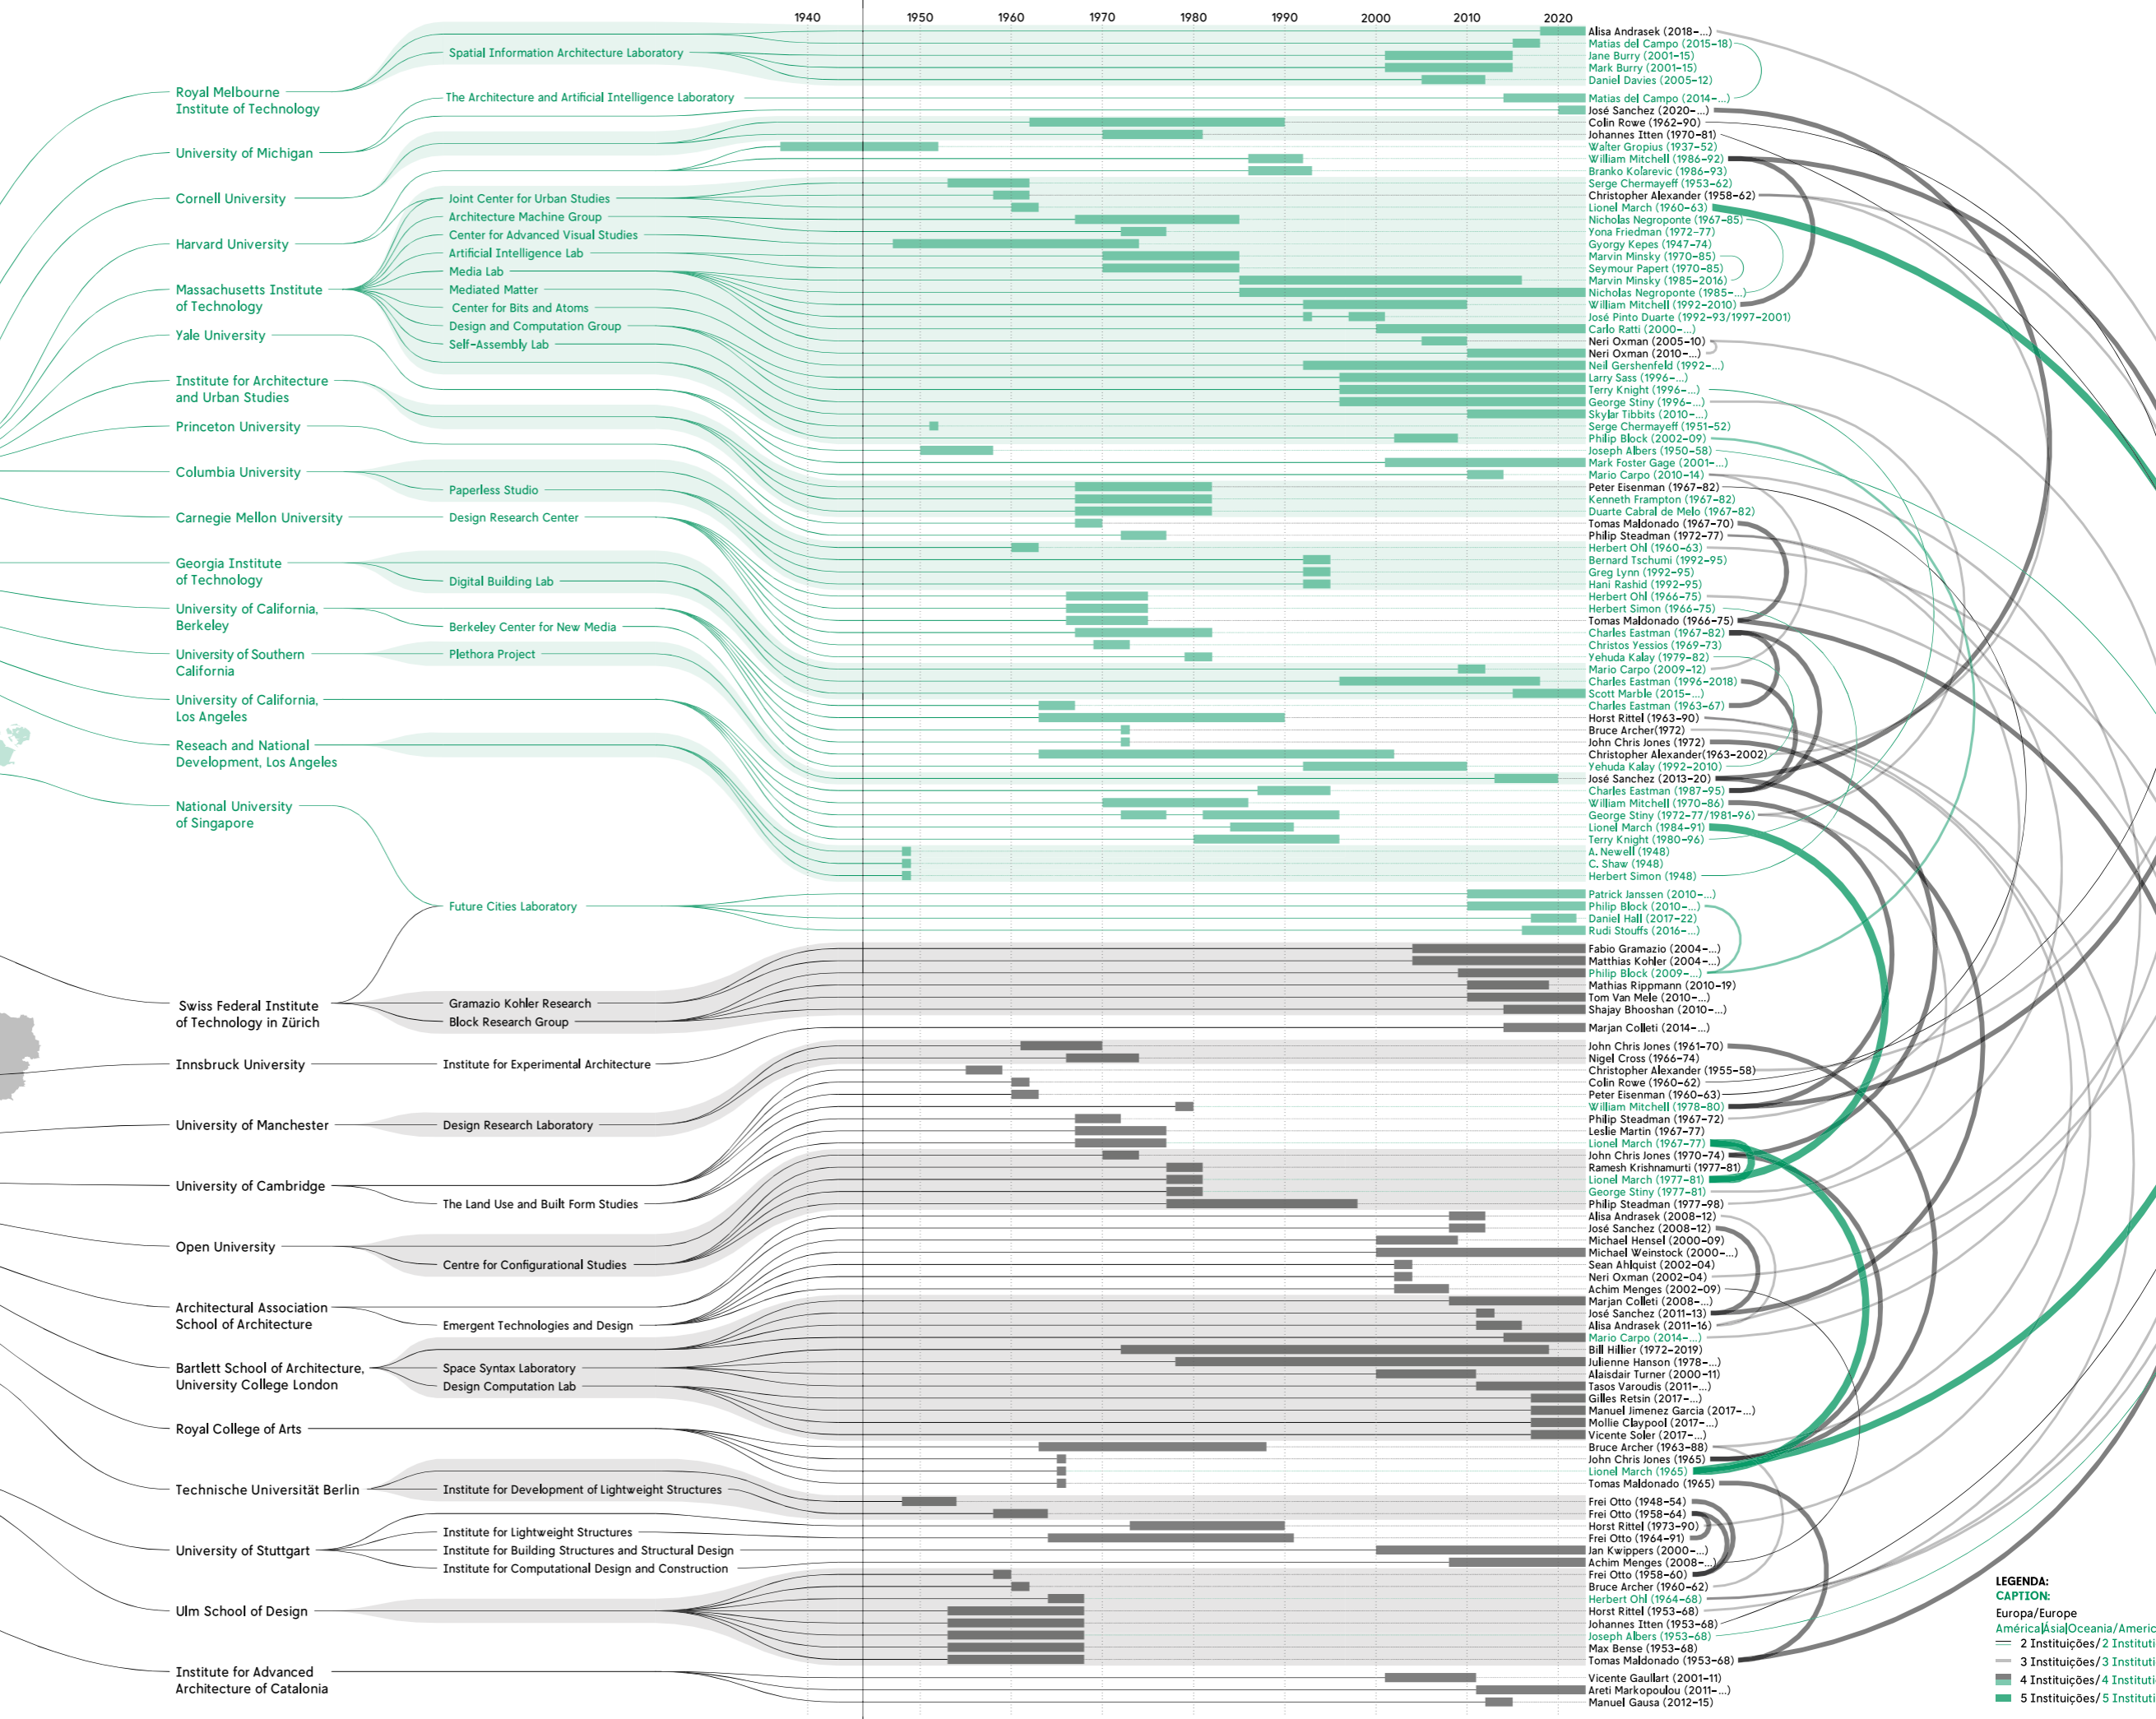 1940 1950 1960 1970 1980 1990 2000 2010 2020
Royal Melbourne
Institute of Technology
University of Michigan
Cornell University
Harvard University
Massachusetts Institute
of Technology
Yale University
Institute for Architecture
and Urban Studies
Princeton University
Columbia University
Carnegie Mellon University
Georgia Institute
of Technology
University of California,
Berkeley
University of Southern
California
University of California,
Los Angeles
Reseach and National
Development, Los Angeles
National University
of Singapore
Swiss Federal Institute
of Technology in Zürich
Innsbruck University
University of Manchester
University of Cambridge
Open University
Architectural Association
School of Architecture
Bartlett School of Architecture,
University College London
Royal College of Arts
Technische Universität Berlin
University of Stuttgart
Ulm School of Design
Institute for Advanced
Architecture of Catalonia
Spatial Information Architecture Laboratory
The Architecture and Artificial Intelligence Laboratory
Joint Center for Urban Studies
Architecture Machine Group
Center for Advanced Visual Studies
Artificial Intelligence Lab
Media Lab
Mediated Matter
Center for Bits and Atoms
Design and Computation Group
Self-Assembly Lab
Paperless Studio
Design Research Center
Digital Building Lab
Berkeley Center for New Media
Plethora Project
Future Cities Laboratory
Gramazio Kohler Research
Block Research Group
Institute for Experimental Architecture
Design Research Laboratory
The Land Use and Built Form Studies
Centre for Configurational Studies
Emergent Technologies and Design
Space Syntax Laboratory
Design Computation Lab
Institute for Development of Lightweight Structures
Institute for Lightweight Structures
Institute for Building Structures and Structural Design
Institute for Computational Design and Construction
Alisa Andrasek (2018-...)
Matias del Campo (2015-18)
Jane Burry (2001-15)
Mark Burry (2001-15)
Daniel Davies (2005-12)
Matias del Campo (2014-...)
José Sanchez (2020-...)
Colin Rowe (1962-90)
Johannes Itten (1970-81)
Walter Gropius (1937-52)
William Mitchell (1986-92)
Branko Kolarevic (1986-93)
Serge Chermayeff (1953-62)
Christopher Alexander (1958-62)
Lionel March (1960-63)
Nicholas Negroponte (1967-85)
Yona Friedman (1972-77)
Gyorgy Kepes (1947-74)
Marvin Minsky (1970-85)
Seymour Papert (1970-85)
Marvin Minsky (1985-2016)
Nicholas Negroponte (1985-...)
William Mitchell (1992-2010)
José Pinto Duarte (1992-93/1997-2001)
Carlo Ratti (2000-...)
Neri Oxman (2005-10)
Neri Oxman (2010-...)
Neil Gershenfeld (1992-...)
Larry Sass (1996-...)
Terry Knight (1996-...)
George Stiny (1996-...)
Skylar Tibbits (2010-...)
Serge Chermayeff (1951-52)
Philip Block (2002-09)
Joseph Albers (1950-58)
Mark Foster Gage (2001-...)
Mario Carpo (2010-14)
Peter Eisenman (1967-82)
Kenneth Frampton (1967-82)
Duarte Cabral de Melo (1967-82)
Tomas Maldonado (1967-70)
Philip Steadman (1972-77)
Herbert Ohl (1960-63)
Bernard Tschumi (1992-95)
Greg Lynn (1992-95)
Hani Rashid (1992-95)
Herbert Ohl (1966-75)
Herbert Simon (1966-75)
Tomas Maldonado (1966-75)
Charles Eastman (1967-82)
Christos Yessios (1969-73)
Yehuda Kalay (1979-82)
Mario Carpo (2009-12)
Charles Eastman (1996-2018)
Scott Marble (2015-...)
Charles Eastman (1963-67)
Horst Rittel (1963-90)
Bruce Archer(1972)
John Chris Jones (1972)
Christopher Alexander(1963-2002)
Yehuda Kalay (1992-2010)
José Sanchez (2013-20)
Charles Eastman (1987-95)
William Mitchell (1970-86)
George Stiny (1972-77/1981-96)
Lionel March (1984-91)
Terry Knight (1980-96)
A. Newell (1948)
C. Shaw (1948)
Herbert Simon (1948)
Patrick Janssen (2010-...)
Philip Block (2010-...)
Daniel Hall (2017-22)
Rudi Stouffs (2016-...)
Fabio Gramazio (2004-...)
Matthias Kohler (2004-...)
Philip Block (2009-...)
Mathias Rippmann (2010-19)
Tom Van Mele (2010-...)
Shajay Bhooshan (2010-...)
Marjan Colleti (2014-...)
John Chris Jones (1961-70)
Nigel Cross (1966-74)
Christopher Alexander (1955-58)
Colin Rowe (1960-62)
Peter Eisenman (1960-63)
William Mitchell (1978-80)
Philip Steadman (1967-72)
Leslie Martin (1967-77)
Lionel March (1967-77)
John Chris Jones (1970-74)
Ramesh Krishnamurti (1977-81)
Lionel March (1977-81)
George Stiny (1977-81)
Philip Steadman (1977-98)
Alisa Andrasek (2008-12)
José Sanchez (2008-12)
Michael Hensel (2000-09)
Michael Weinstock (2000-...)
Sean Ahlquist (2002-04)
Neri Oxman (2002-04)
Achim Menges (2002-09)
Marjan Colleti (2008-...)
José Sanchez (2011-13)
Alisa Andrasek (2011-16)
Mario Carpo (2014-...)
Bill Hillier (1972-2019)
Julienne Hanson (1978-...)
Alaisdair Turner (2000-11)
Tasos Varoudis (2011-...)
Gilles Retsin (2017-...)
Manuel Jimenez Garcia (2017-...)
Mollie Claypool (2017-...)
Vicente Soler (2017-...)
Bruce Archer (1963-88)
John Chris Jones (1965)
Lionel March (1965)
Tomas Maldonado (1965)
Frei Otto (1948-54)
Frei Otto (1958-64)
Horst Rittel (1973-90)
Frei Otto (1964-91)
Jan Kwippers (2000-...)
Achim Menges (2008-...)
Frei Otto (1958-60)
Bruce Archer (1960-62)
Herbert Ohl (1964-68)
Horst Rittel (1953-68)
Johannes Itten (1953-68)
Joseph Albers (1953-68)
Max Bense (1953-68)
Tomas Maldonado (1953-68)
Vicente Gaullart (2001-11)
Areti Markopoulou (2011-...)
Manuel Gausa (2012-15)
LEGENDA:
CAPTION:
Europa/Europe
América|Ásia|Oceania/Americ
2 Instituições/2 Instituti
3 Instituições/3 Instituti
4 Instituições/4 Instituti
5 Instituições/5 Instituti